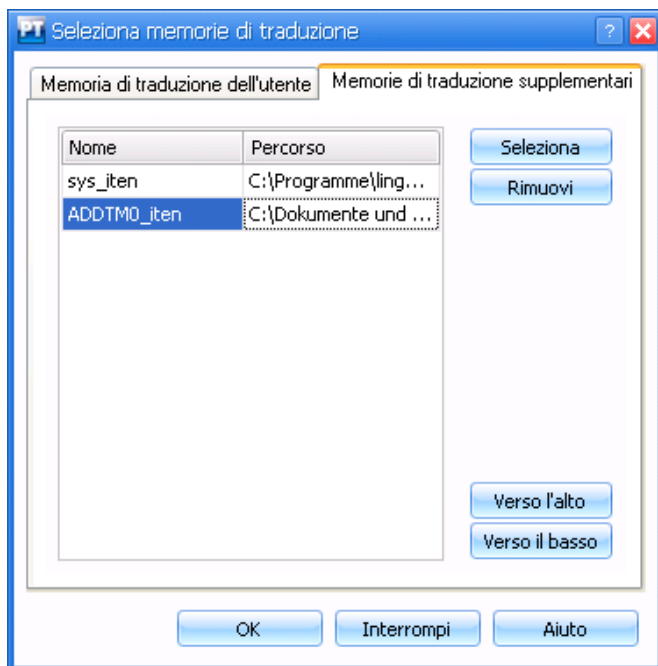 PT Seleziona memorie di traduzione ?
Memoria di traduzione dell'utente Memorie di traduzione supplementari
Nome Percorso Seleziona
sys_iten C:\Programme\ling... Rimuovi
ADDTM0_iten C:\Dokumente und ...
Verso l'alto
Verso il basso
OK Interrompi Aiuto